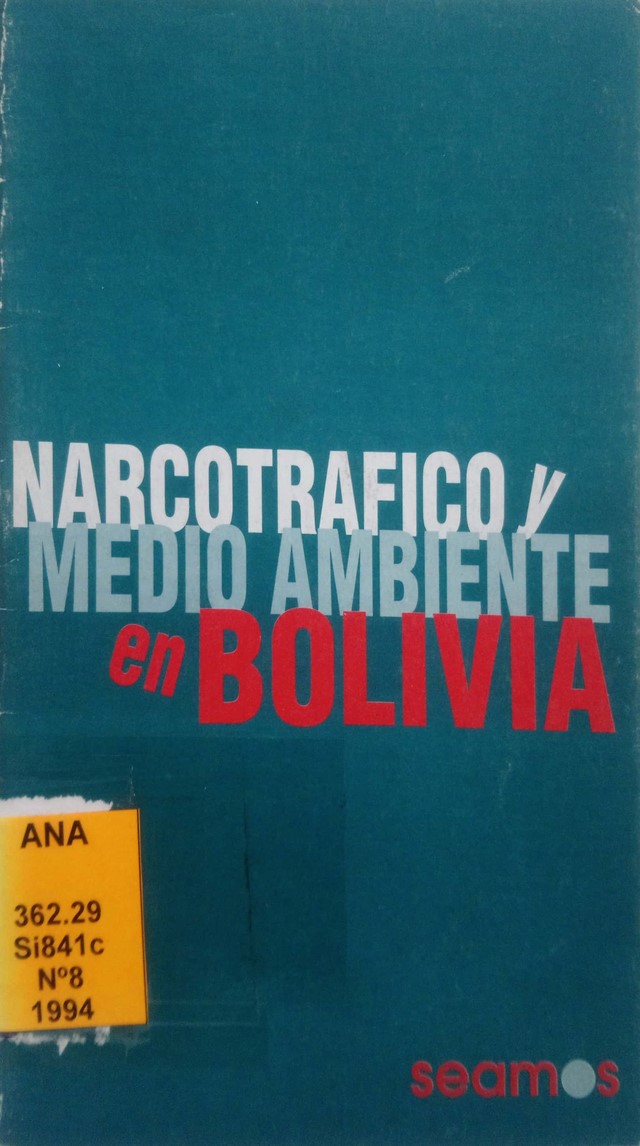 NARCOTRAFICO y
MEDIO AMBIENTE
en BOLIVIA
ANA
362.29
Si841c
Nº8
1994
seamos